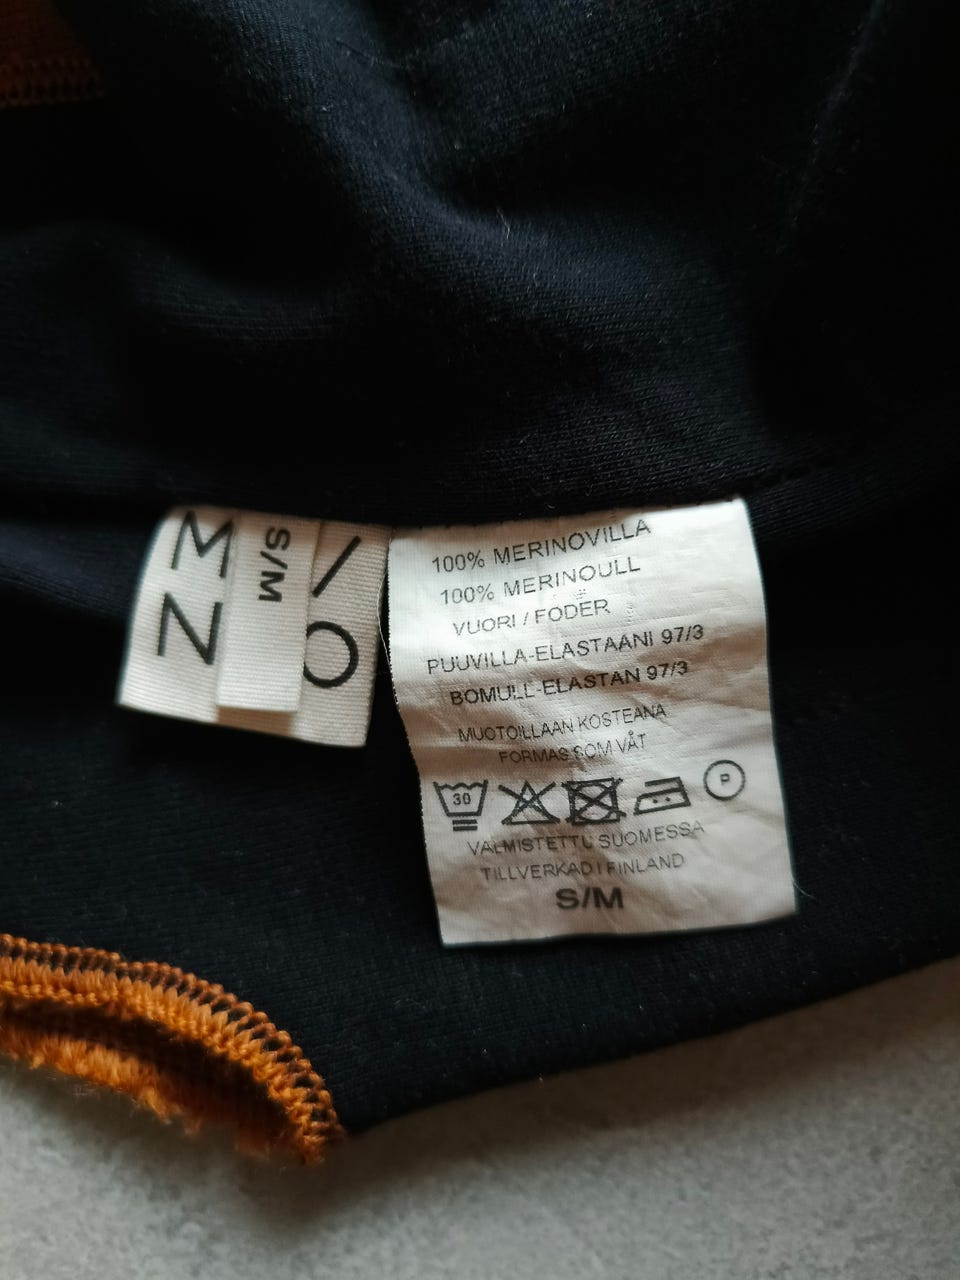 M /
N O
S/M
100% MERINOVILLA
100% MERINOULL
VUORI / FODER
PUUVILLA-ELASTAANI 97/3
BOMULL-ELASTAN 97/3
MUOTOILLAAN KOSTEANA
FORMAS SOM VÅT
30 P
VALMISTETTU SUOMESSA
TILLVERKAD I FINLAND
S/M